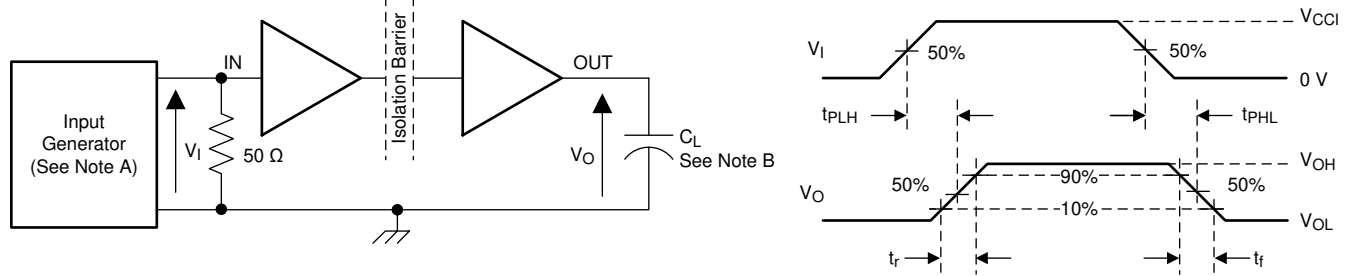 Input
Generator
(See Note A)
V_I
50 Ω
IN
Isolation Barrier
OUT
V_O
C_L
See Note B
V_I
50%
50%
V_CCI
0 V
t_PLH
t_PHL
V_O
50%
90%
10%
50%
V_OH
V_OL
t_r
t_f